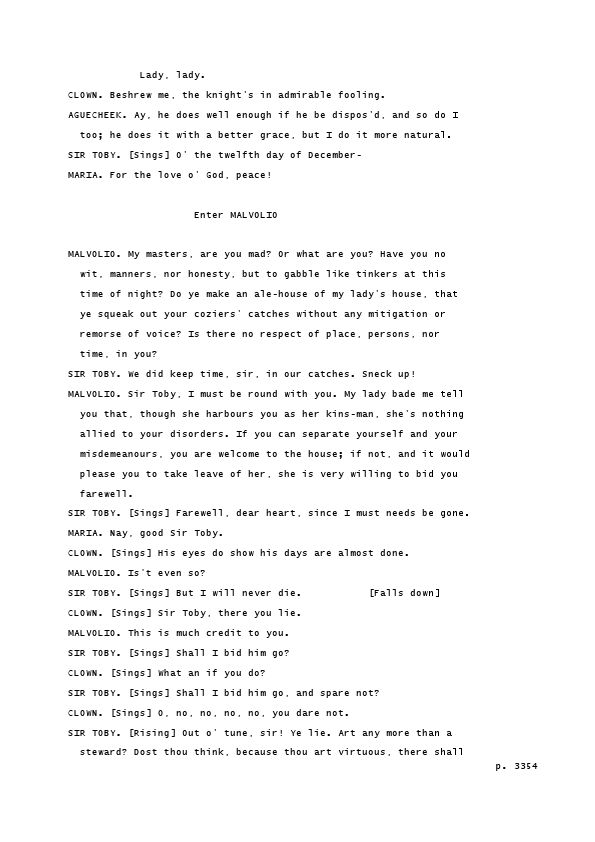 Lady, lady.
CLOWN. Beshrew me, the knight's in admirable fooling.
AGUECHEEK. Ay, he does well enough if he be dispos'd, and so do I
too; he does it with a better grace, but I do it more natural.
SIR TOBY. [Sings] O' the twelfth day of December-
MARIA. For the love o' God, peace!
Enter MALVOLIO
MALVOLIO. My masters, are you mad? Or what are you? Have you no
wit, manners, nor honesty, but to gabble like tinkers at this
time of night? Do ye make an ale-house of my lady's house, that
ye squeak out your coziers' catches without any mitigation or
remorse of voice? Is there no respect of place, persons, nor
time, in you?
SIR TOBY. We did keep time, sir, in our catches. Sneck up!
MALVOLIO. Sir Toby, I must be round with you. My lady bade me tell
you that, though she harbours you as her kins-man, she's nothing
allied to your disorders. If you can separate yourself and your
misdemeanours, you are welcome to the house; if not, and it would
please you to take leave of her, she is very willing to bid you
farewell.
SIR TOBY. [Sings] Farewell, dear heart, since I must needs be gone.
MARIA. Nay, good Sir Toby.
CLOWN. [Sings] His eyes do show his days are almost done.
MALVOLIO. Is't even so?
SIR TOBY. [Sings] But I will never die. [Falls down]
CLOWN. [Sings] Sir Toby, there you lie.
MALVOLIO. This is much credit to you.
SIR TOBY. [Sings] Shall I bid him go?
CLOWN. [Sings] What an if you do?
SIR TOBY. [Sings] Shall I bid him go, and spare not?
CLOWN. [Sings] O, no, no, no, no, you dare not.
SIR TOBY. [Rising] Out o' tune, sir! Ye lie. Art any more than a
steward? Dost thou think, because thou art virtuous, there shall
p. 3354